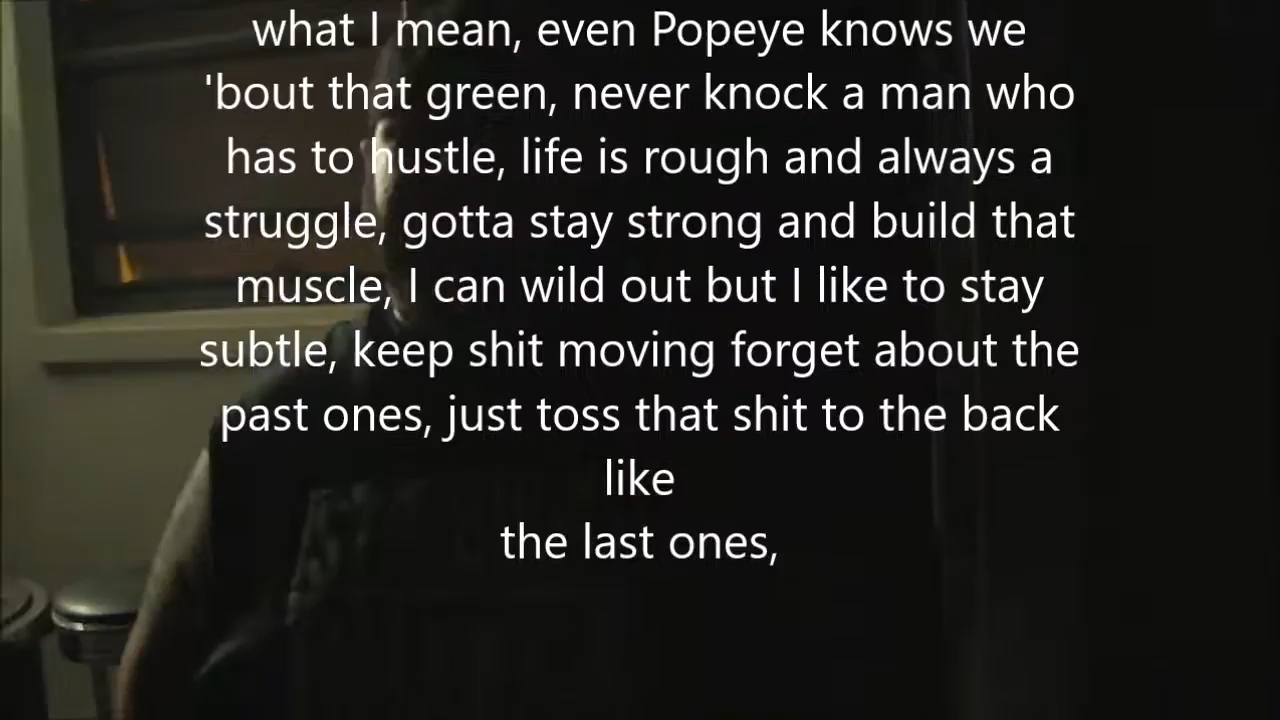 what I mean, even Popeye knows we
'bout that green, never knock a man who
has to hustle, life is rough and always a
struggle, gotta stay strong and build that
muscle, I can wild out but I like to stay
subtle, keep shit moving forget about the
past ones, just toss that shit to the back
like
the last ones,